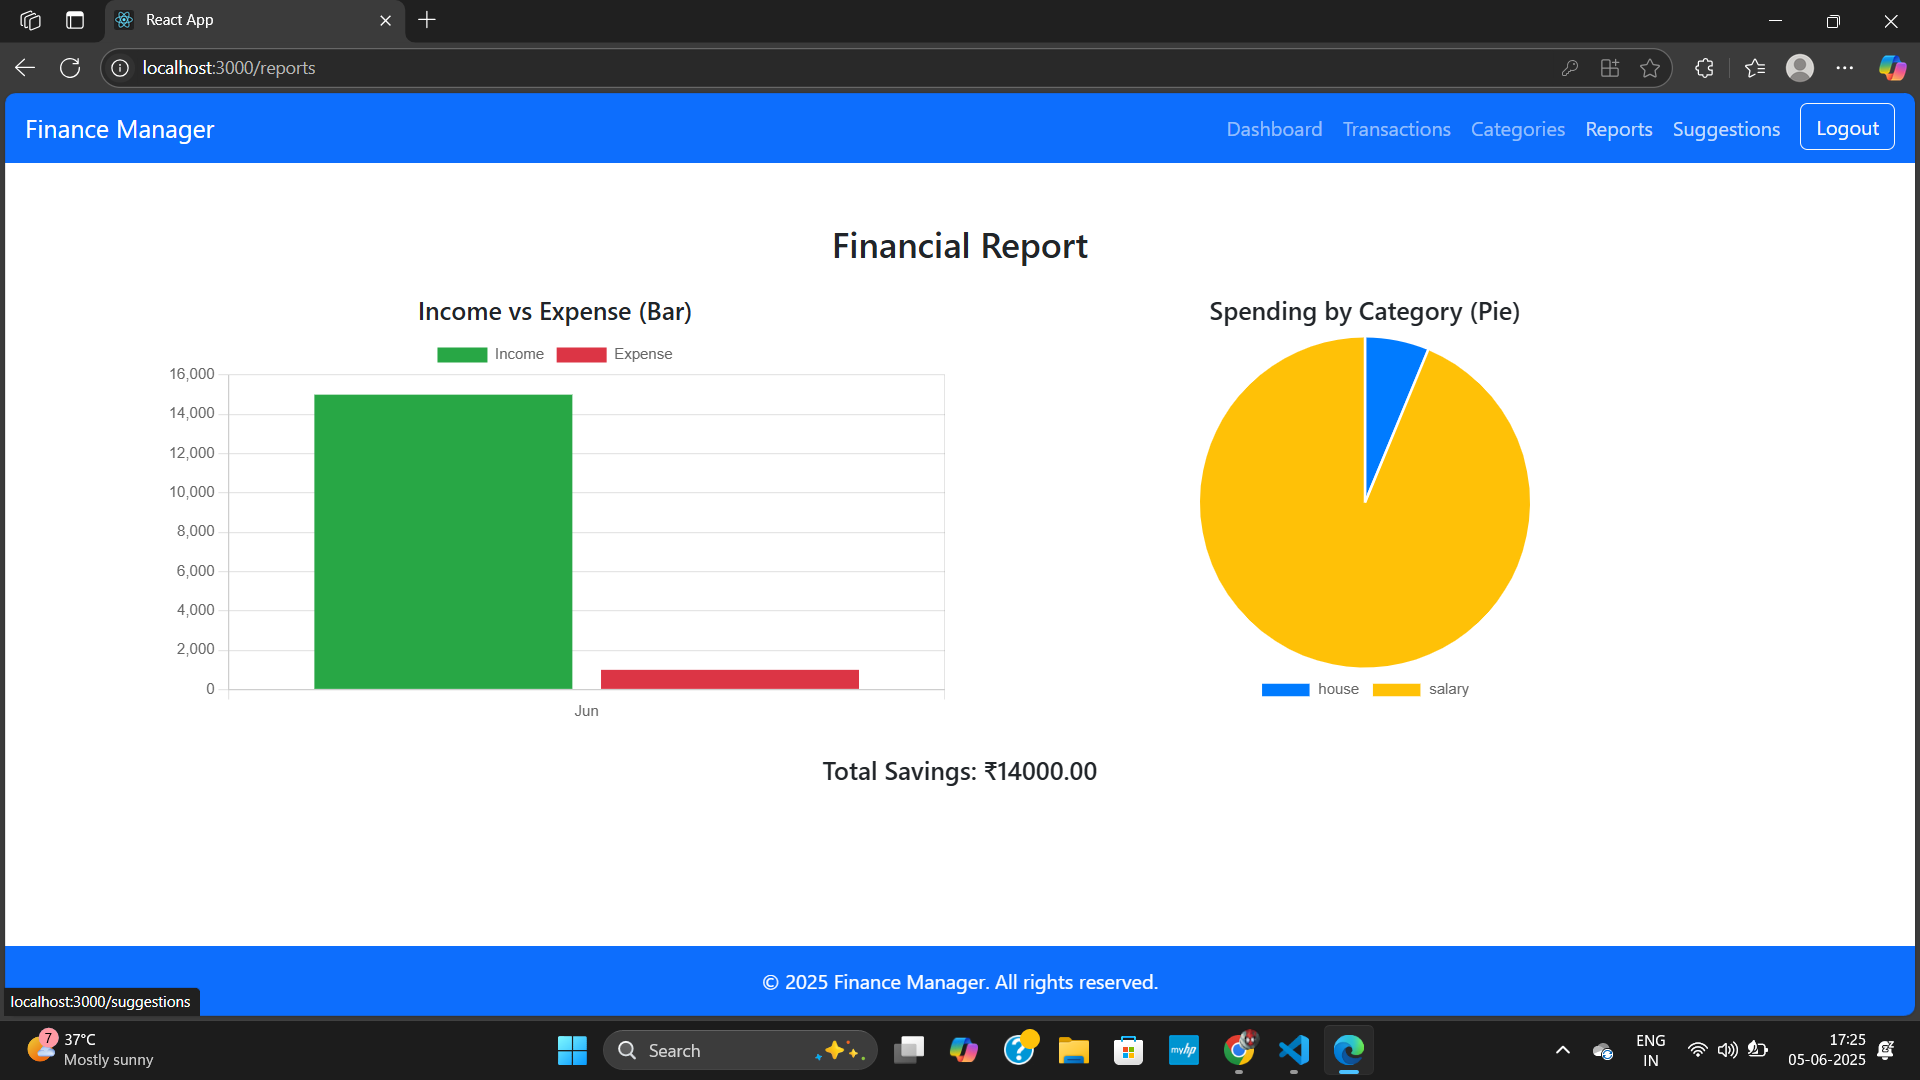 React App
localhost:3000/reports
Finance Manager
Dashboard Transactions Categories Reports Suggestions Logout
Financial Report
Income vs Expense (Bar)
Income Expense
16,000
14,000
12,000
10,000
8,000
6,000
4,000
2,000
0
Jun
Spending by Category (Pie)
house salary
Total Savings: ₹14000.00
© 2025 Finance Manager. All rights reserved.
localhost:3000/suggestions
7
37°C
Mostly sunny
Search
myhp
ENG
IN
17:25
05-06-2025